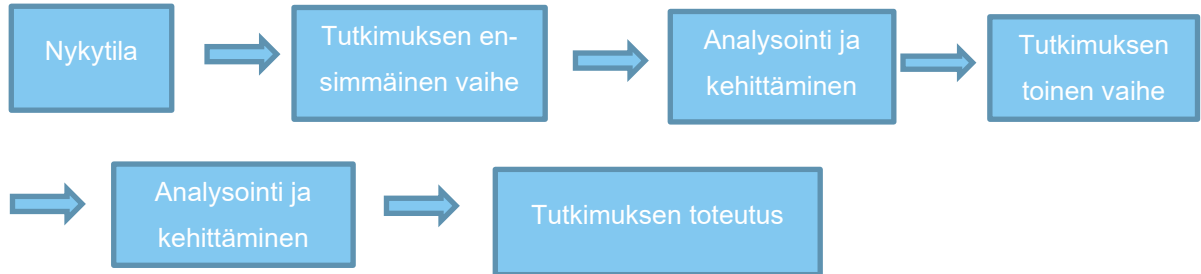 Nykytila
Tutkimuksen en-
simmäinen vaihe
Analysointi ja
kehittäminen
Tutkimuksen
toinen vaihe
Analysointi ja
kehittäminen
Tutkimuksen toteutus